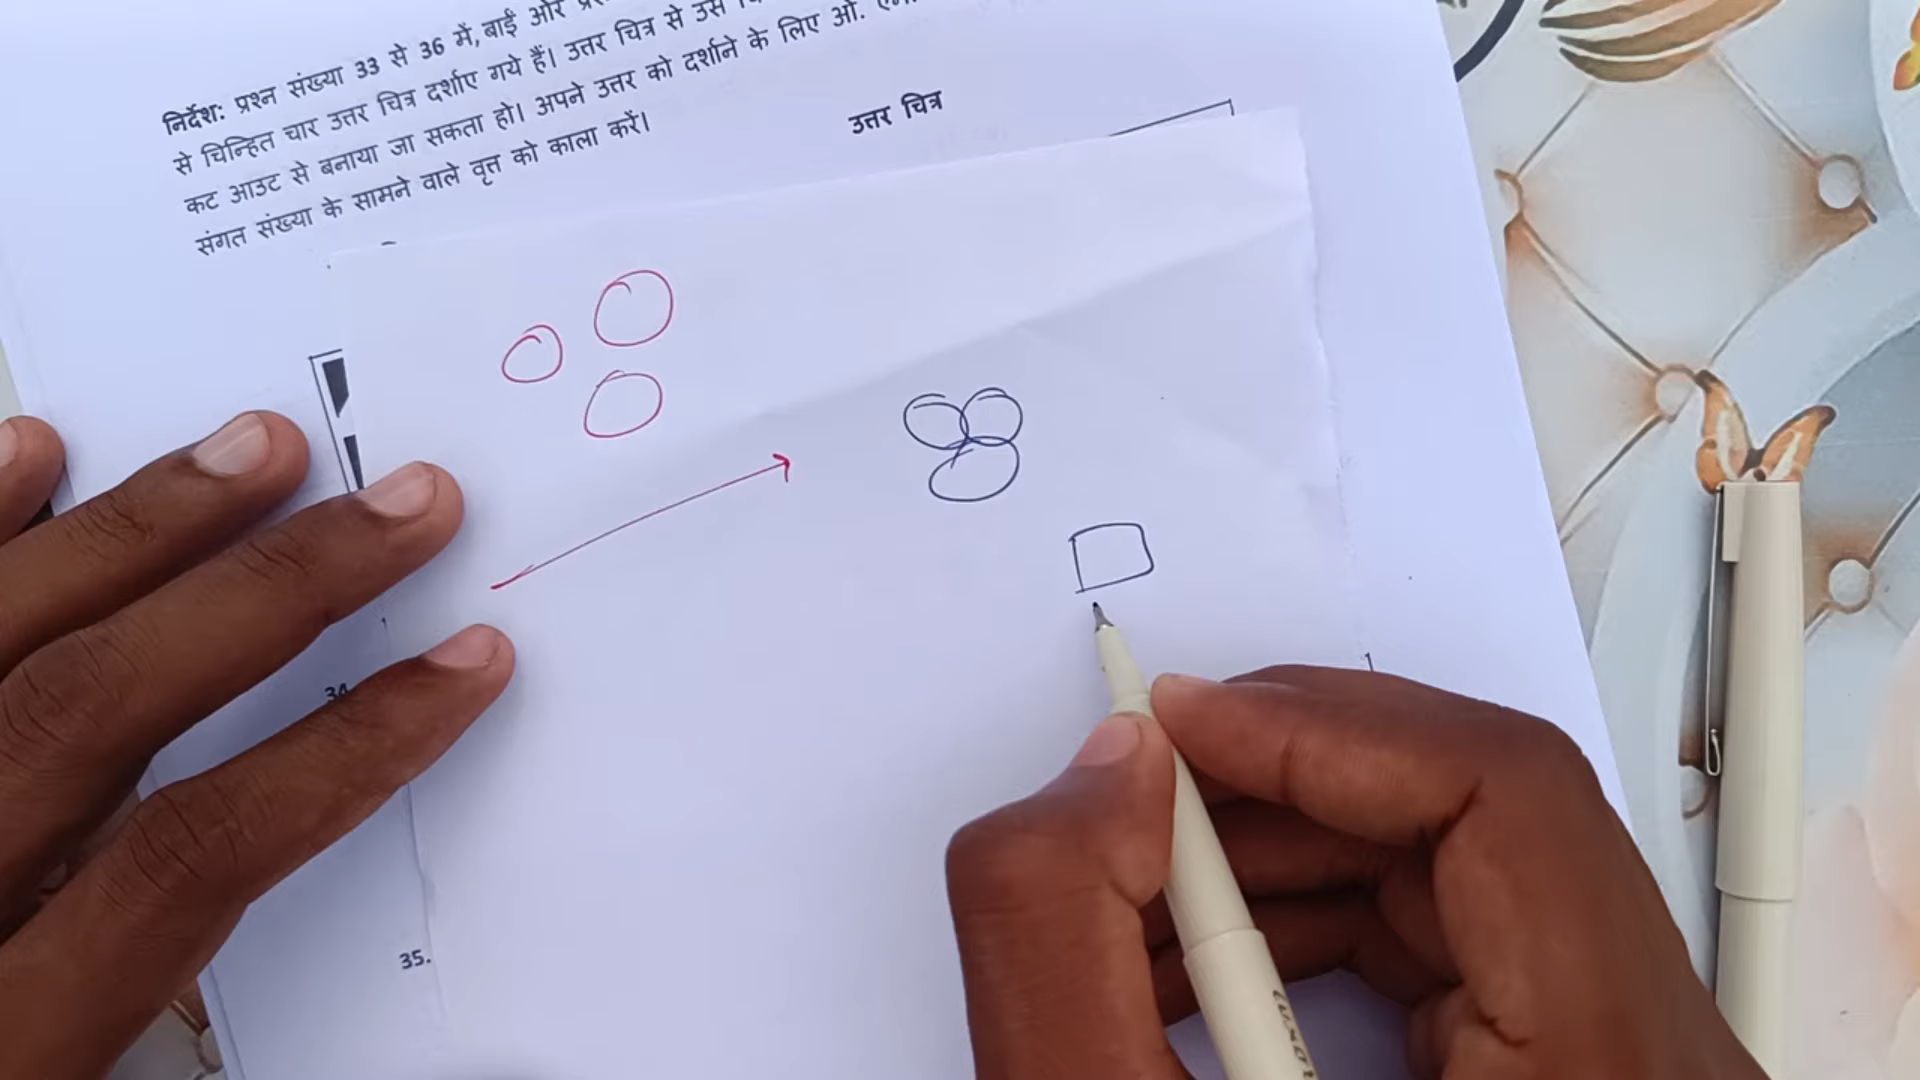 निर्देश: प्रश्न संख्या 33 से 36 में, बाईं ओर
से चिन्हित चार उत्तर चित्र दर्शाए गये हैं। उत्तर चित्र से उस
कट आउट से बनाया जा सकता हो। अपने उत्तर को दर्शाने के लिए ओ.
संगत संख्या के सामने वाले वृत्त को काला करें।
उत्तर चित्र
34
35.